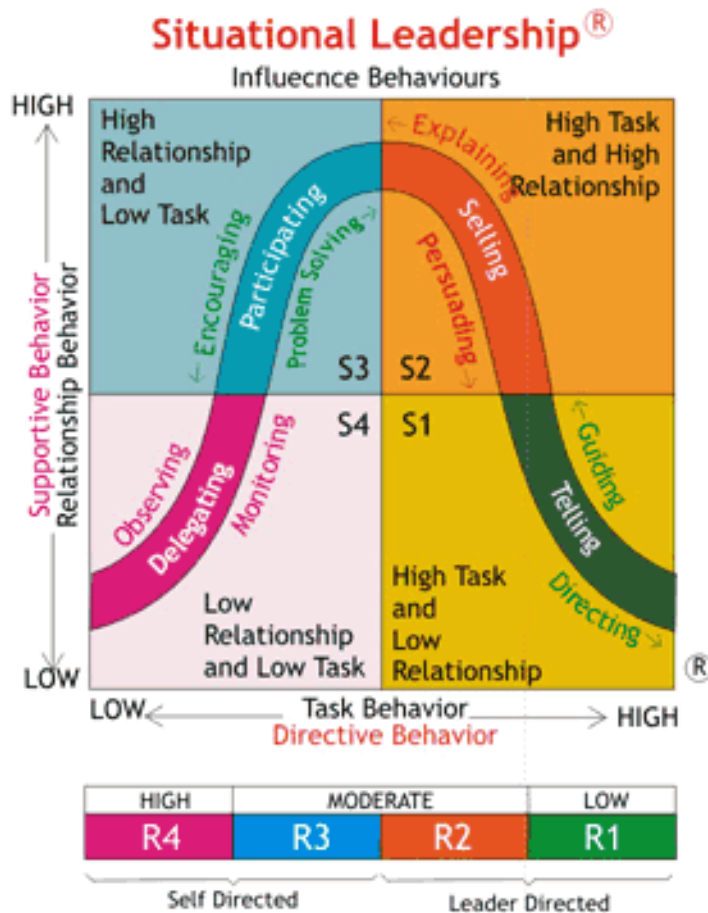 Situational Leadership ®
Influecnce Behaviours
HIGH
High
Relationship
and
Low Task
Encouraging
Participating
Problem Solving
S3
Explaining
High Task
and High
Relationship
Selling
Persuading
S2
Supportive Behavior
Relationship Behavior
Observing
Delegating
Monitoring
S4
Low
Relationship
and Low Task
S1
Guiding
Telling
Directing
High Task
and
Low
Relationship
®
LOW
LOW
Task Behavior
HIGH
Directive Behavior
HIGH
MODERATE
LOW
R4
R3
R2
R1
Self Directed
Leader Directed